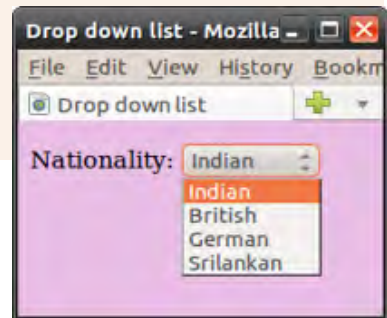 Drop down list - Mozilla
File Edit View History Bookm
Drop down list
Nationality: Indian
Indian
British
German
Srilankan